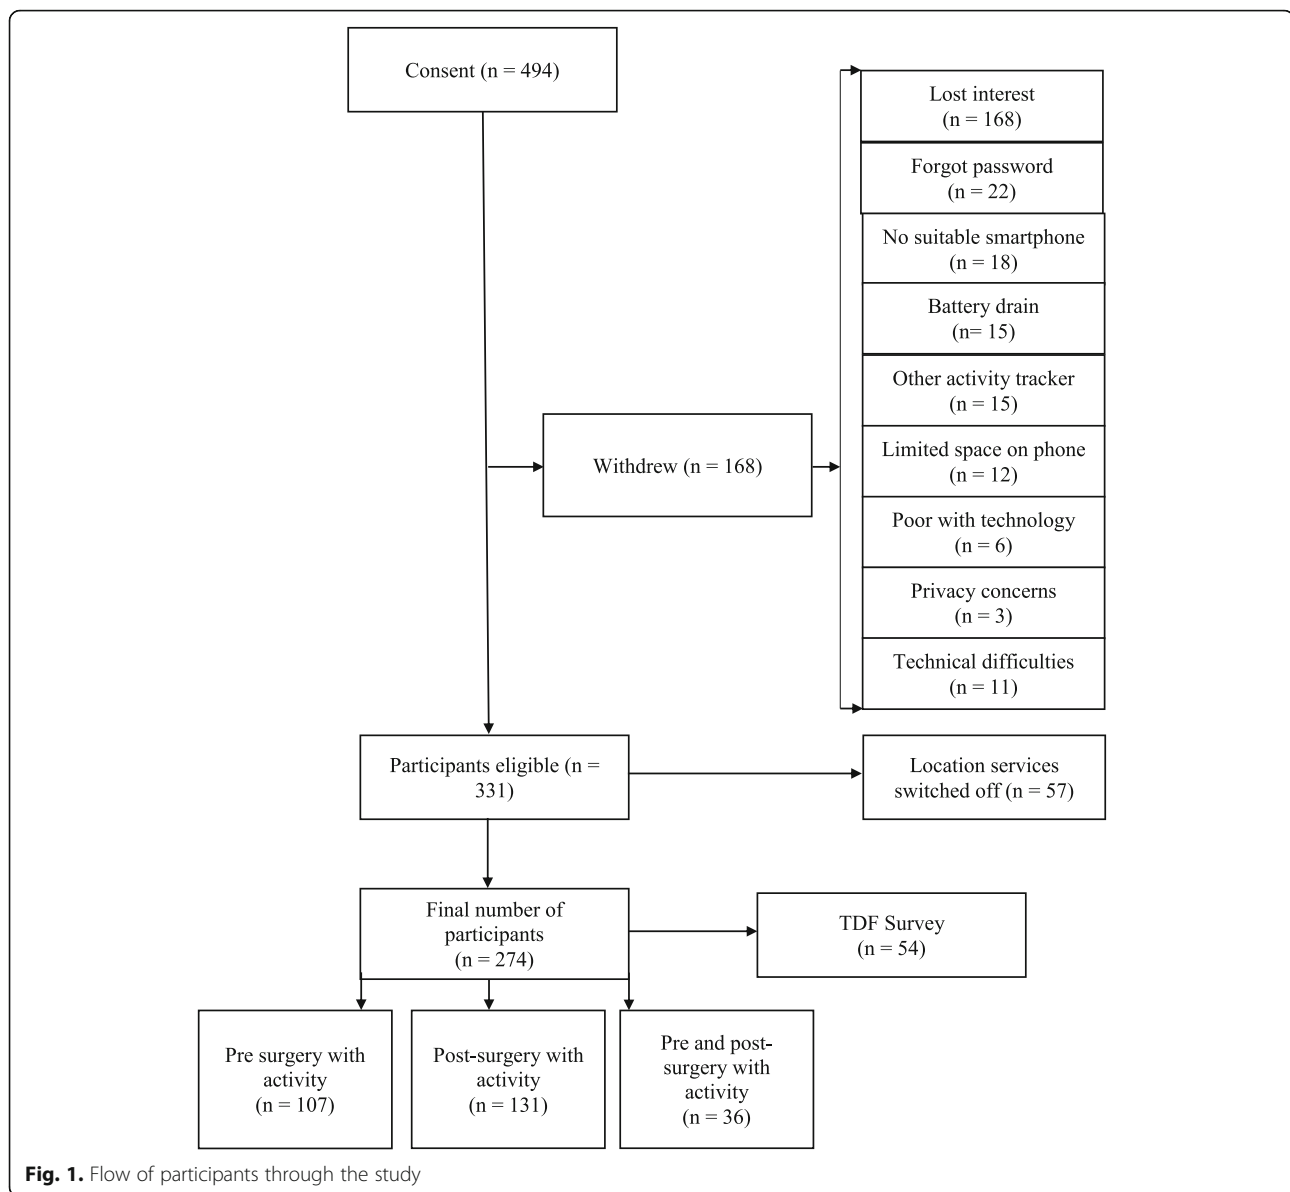 Consent (n = 494)
Lost interest
(n = 168)
Forgot password
(n = 22)
No suitable smartphone
(n = 18)
Battery drain
(n= 15)
Other activity tracker
(n = 15)
Limited space on phone
(n = 12)
Withdrew (n = 168)
Poor with technology
(n = 6)
Privacy concerns
(n = 3)
Technical difficulties
(n = 11)
Participants eligible (n =
331)
Location services
switched off (n = 57)
Final number of
participants
(n = 274)
TDF Survey
(n = 54)
Pre surgery with
activity
(n = 107)
Post-surgery with
activity
(n = 131)
Pre and post-
surgery with
activity
(n = 36)
Fig. 1. Flow of participants through the study